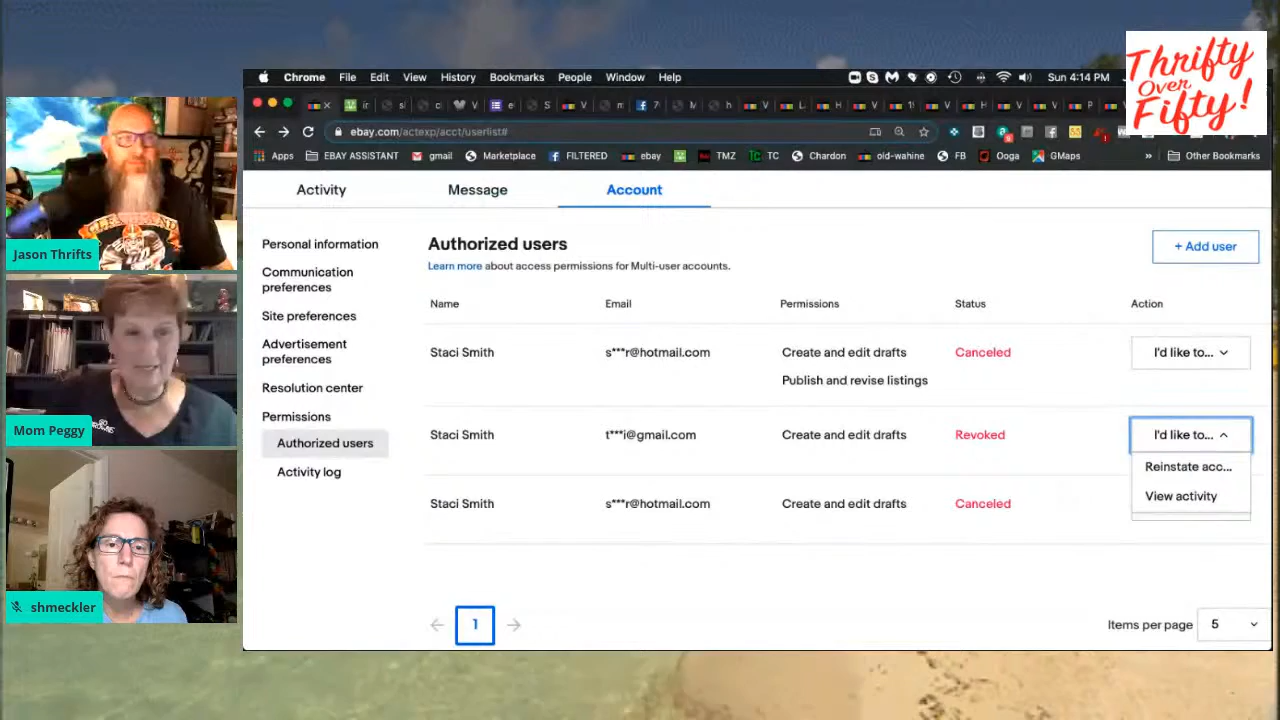 Thrifty
Over
Fifty!
Chrome File Edit View History Bookmarks People Window Help
Sun 4:14 PM
ebay.com/actexp/acct/userlist#
Apps EBAY ASSISTANT gmail Marketplace FILTERED ebay TMZ TC Chardon old-wahine FB Ooga GMaps » Other Bookmarks
Activity Message Account
Personal information
Communication
preferences
Site preferences
Advertisement
preferences
Resolution center
Permissions
Authorized users
Activity log
Authorized users
+ Add user
Learn more about access permissions for Multi-user accounts.
Name Email Permissions Status Action
Staci Smith s***r@hotmail.com Create and edit drafts Canceled I'd like to...
Publish and revise listings
Staci Smith t***i@gmail.com Create and edit drafts Revoked I'd like to...
Reinstate acc...
View activity
Staci Smith s***r@hotmail.com Create and edit drafts Canceled
1
Items per page 5
Jason Thrifts
CLEVELAND
Mom Peggy
shmeckler